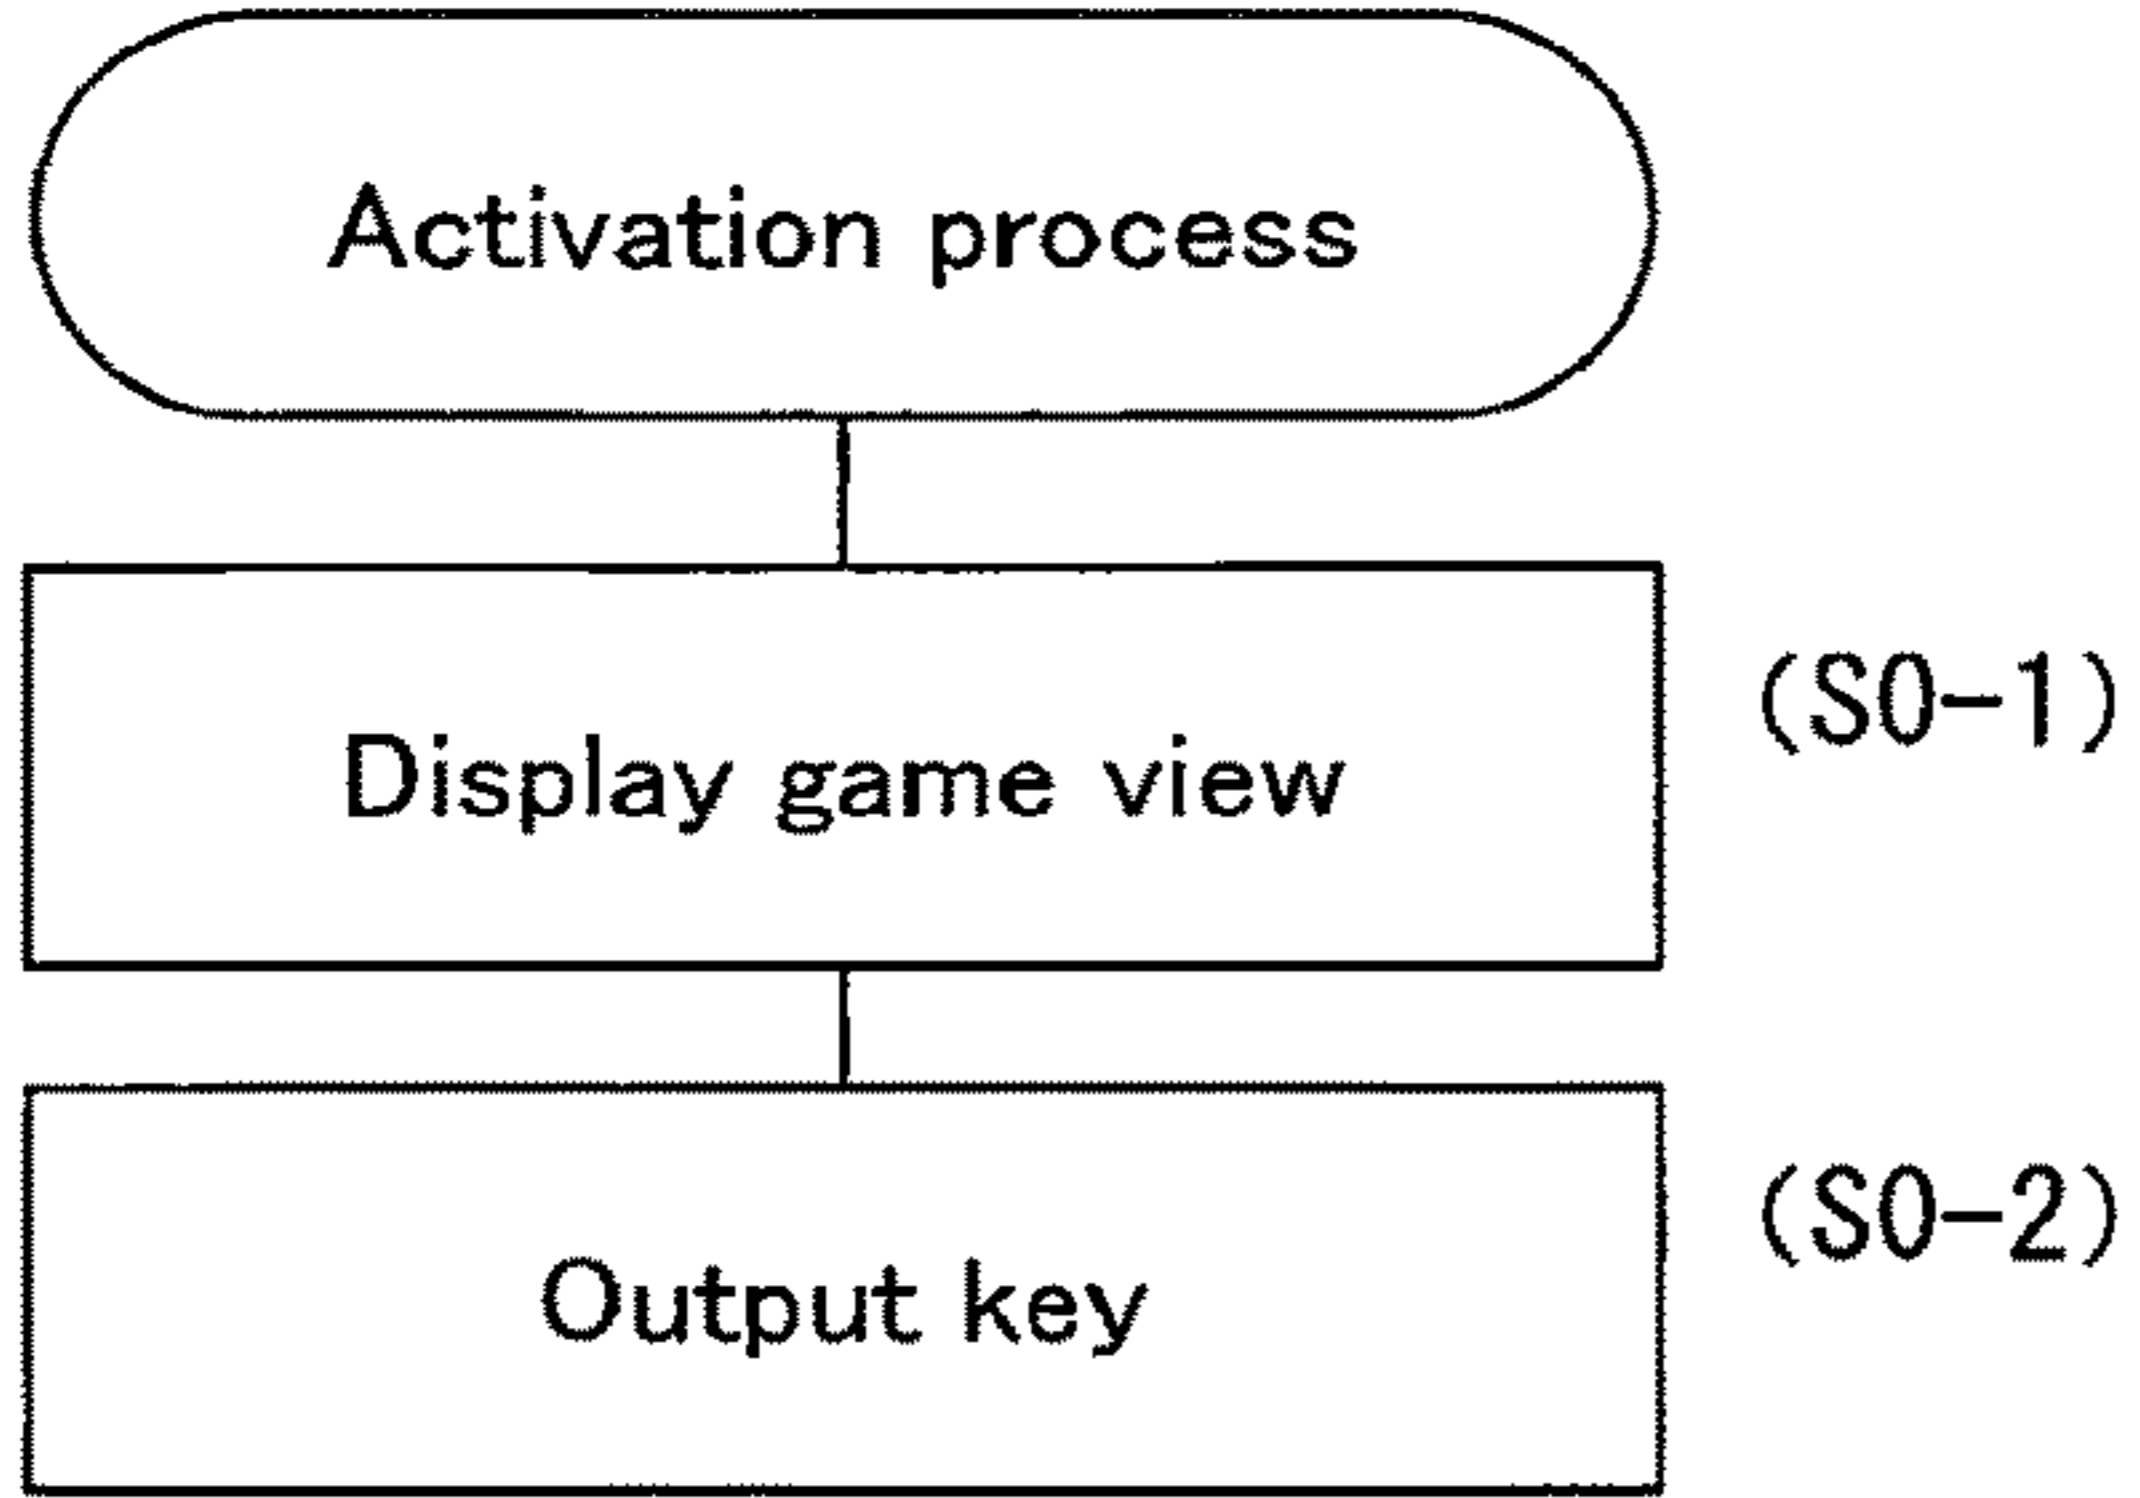 Activation process
(S0-1)
Display game view
(S0-2)
Output key